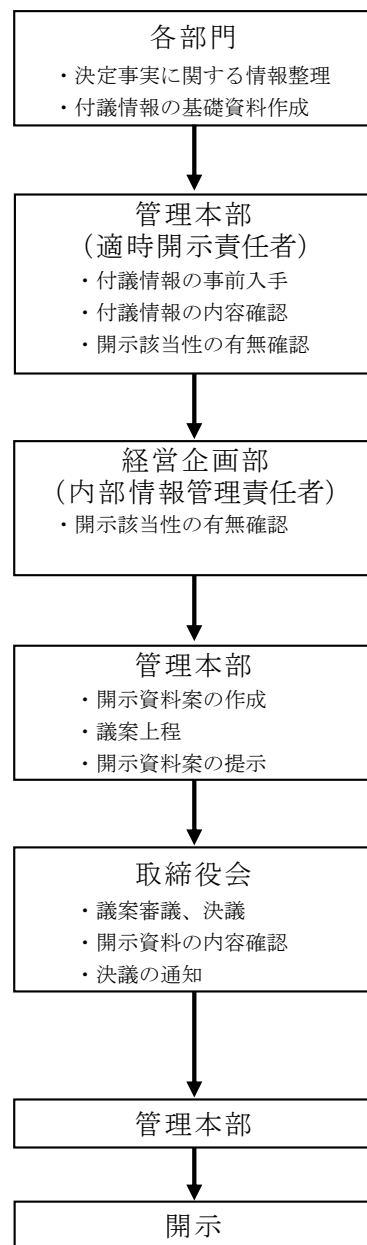 各部門
・決定事実に関する情報整理
・付議情報の基礎資料作成
管理本部
(適時開示責任者)
・付議情報の事前入手
・付議情報の内容確認
・開示該当性の有無確認
経営企画部
(内部情報管理責任者)
・開示該当性の有無確認
管理本部
・開示資料案の作成
・議案上程
・開示資料案の提示
取締役会
・議案審議、決議
・開示資料の内容確認
・決議の通知
管理本部
開示